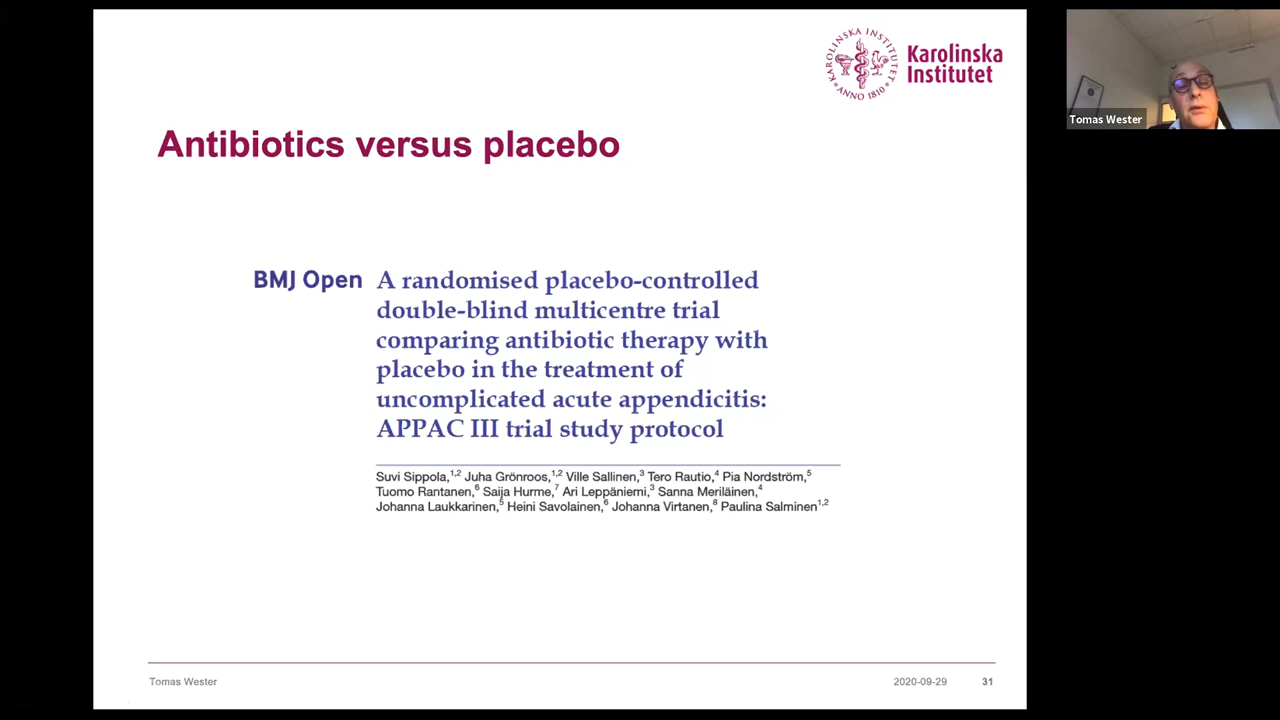 KAROLINSKA INSTITUTET
ANNO 1810
Karolinska
Institutet
Tomas Wester
Antibiotics versus placebo
BMJ Open
A randomised placebo-controlled
double-blind multicentre trial
comparing antibiotic therapy with
placebo in the treatment of
uncomplicated acute appendicitis:
APPAC III trial study protocol
Suvi Sippola,1,2 Juha Grönroos,1,2 Ville Sallinen,3 Tero Rautio,4 Pia Nordström,5
Tuomo Rantanen,6 Saija Hurme,7 Ari Leppäniemi,3 Sanna Meriläinen,4
Johanna Laukkarinen,5 Heini Savolainen,6 Johanna Virtanen,8 Paulina Salminen1,2
Tomas Wester
2020-09-29
31